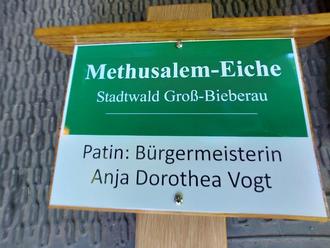 Methusalem-Eiche
Stadtwald Groß-Bieberau
Patin: Bürgermeisterin
Anja Dorothea Vogt